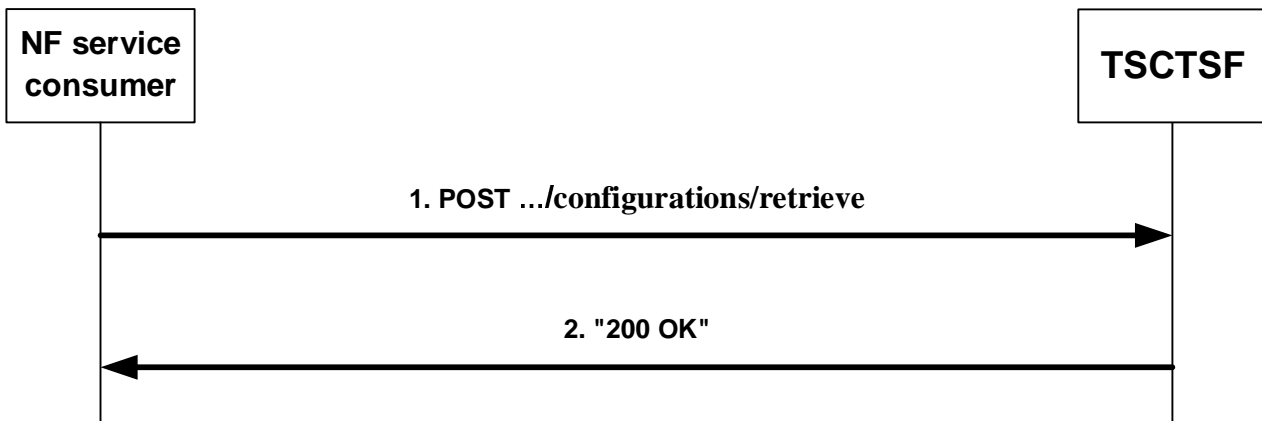 NF service
consumer
TSCTSF
1. POST …/configurations/retrieve
2. "200 OK"